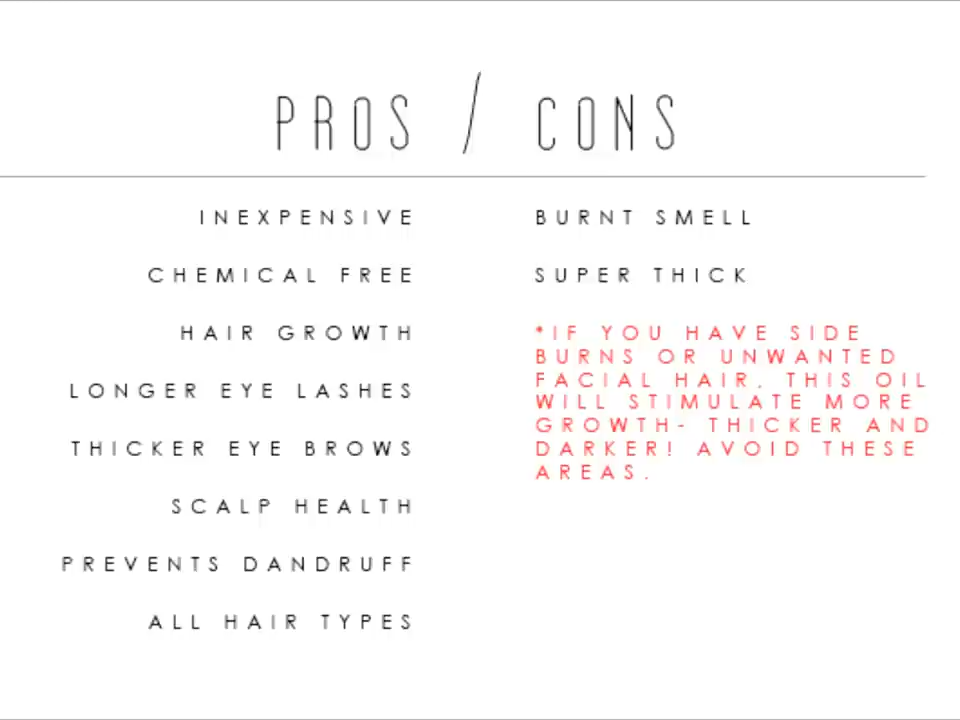 PROS / CONS
INEXPENSIVE
CHEMICAL FREE
HAIR GROWTH
LONGER EYE LASHES
THICKER EYE BROWS
SCALP HEALTH
PREVENTS DANDRUFF
ALL HAIR TYPES
BURNT SMELL
SUPER THICK
*IF YOU HAVE SIDE
BURNS OR UNWANTED
FACIAL HAIR, THIS OIL
WILL STIMULATE MORE
GROWTH- THICKER AND
DARKER! AVOID THESE
AREAS.